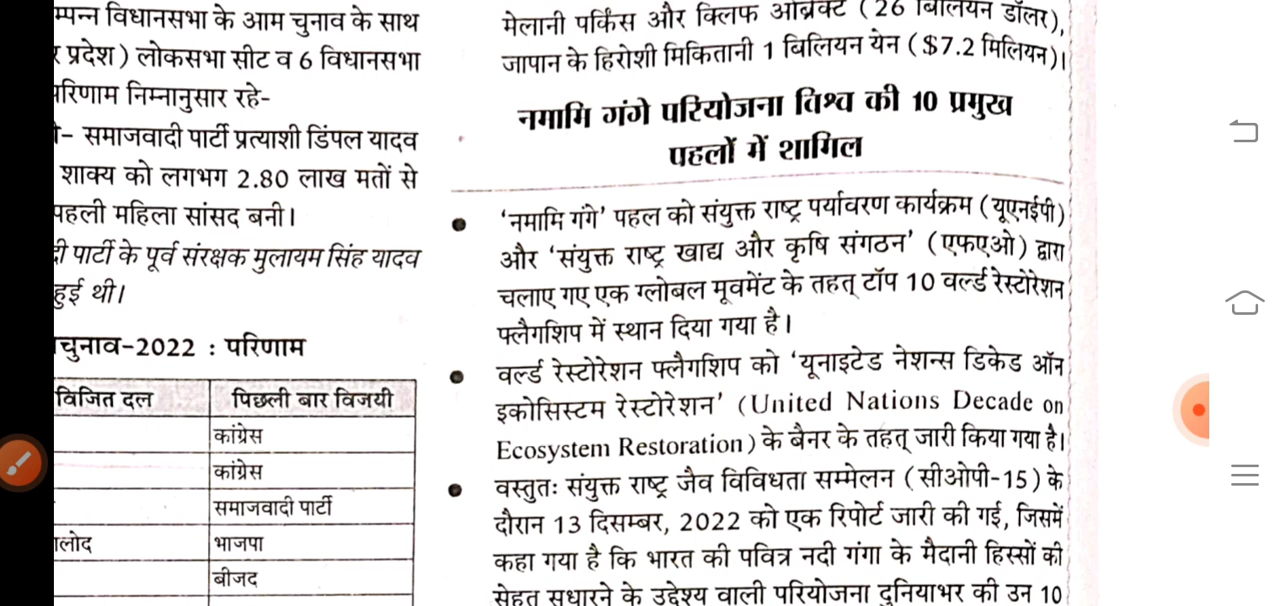 म्पन्न विधानसभा के आम चुनाव के साथ
र प्रदेश) लोकसभा सीट व 6 विधानसभा
परिणाम निम्नानुसार रहे-
- समाजवादी पार्टी प्रत्याशी डिंपल यादव
शाक्य को लगभग 2.80 लाख मतों से
पहली महिला सांसद बनी।
दी पार्टी के पूर्व संरक्षक मुलायम सिंह यादव
हुई थी।
चुनाव-2022 : परिणाम
विजित दल पिछली बार विजयी
कांग्रेस
कांग्रेस
समाजवादी पार्टी
लोद भाजपा
बीजद
मेलानी पर्किंस और क्लिफ ओब्रेक्ट (26 बिलियन डॉलर),
जापान के हिरोशी मिकितानी 1 बिलियन येन ($7.2 मिलियन)।
नमामि गंगे परियोजना विश्व की 10 प्रमुख
पहलों में शामिल
• 'नमामि गंगे' पहल को संयुक्त राष्ट्र पर्यावरण कार्यक्रम (यूएनईपी)
और 'संयुक्त राष्ट्र खाद्य और कृषि संगठन' (एफएओ) द्वारा
चलाए गए एक ग्लोबल मूवमेंट के तहत् टॉप 10 वर्ल्ड रेस्टोरेशन
फ्लैगशिप में स्थान दिया गया है।
• वर्ल्ड रेस्टोरेशन फ्लैगशिप को 'यूनाइटेड नेशन्स डिकेड ऑन
इकोसिस्टम रेस्टोरेशन' (United Nations Decade on
Ecosystem Restoration) के बैनर के तहत् जारी किया गया है।
• वस्तुतः संयुक्त राष्ट्र जैव विविधता सम्मेलन (सीओपी-15) के
दौरान 13 दिसम्बर, 2022 को एक रिपोर्ट जारी की गई, जिसमें
कहा गया है कि भारत की पवित्र नदी गंगा के मैदानी हिस्सों की
सेहत सुधारने के उद्देश्य वाली परियोजना दुनियाभर की उन 10